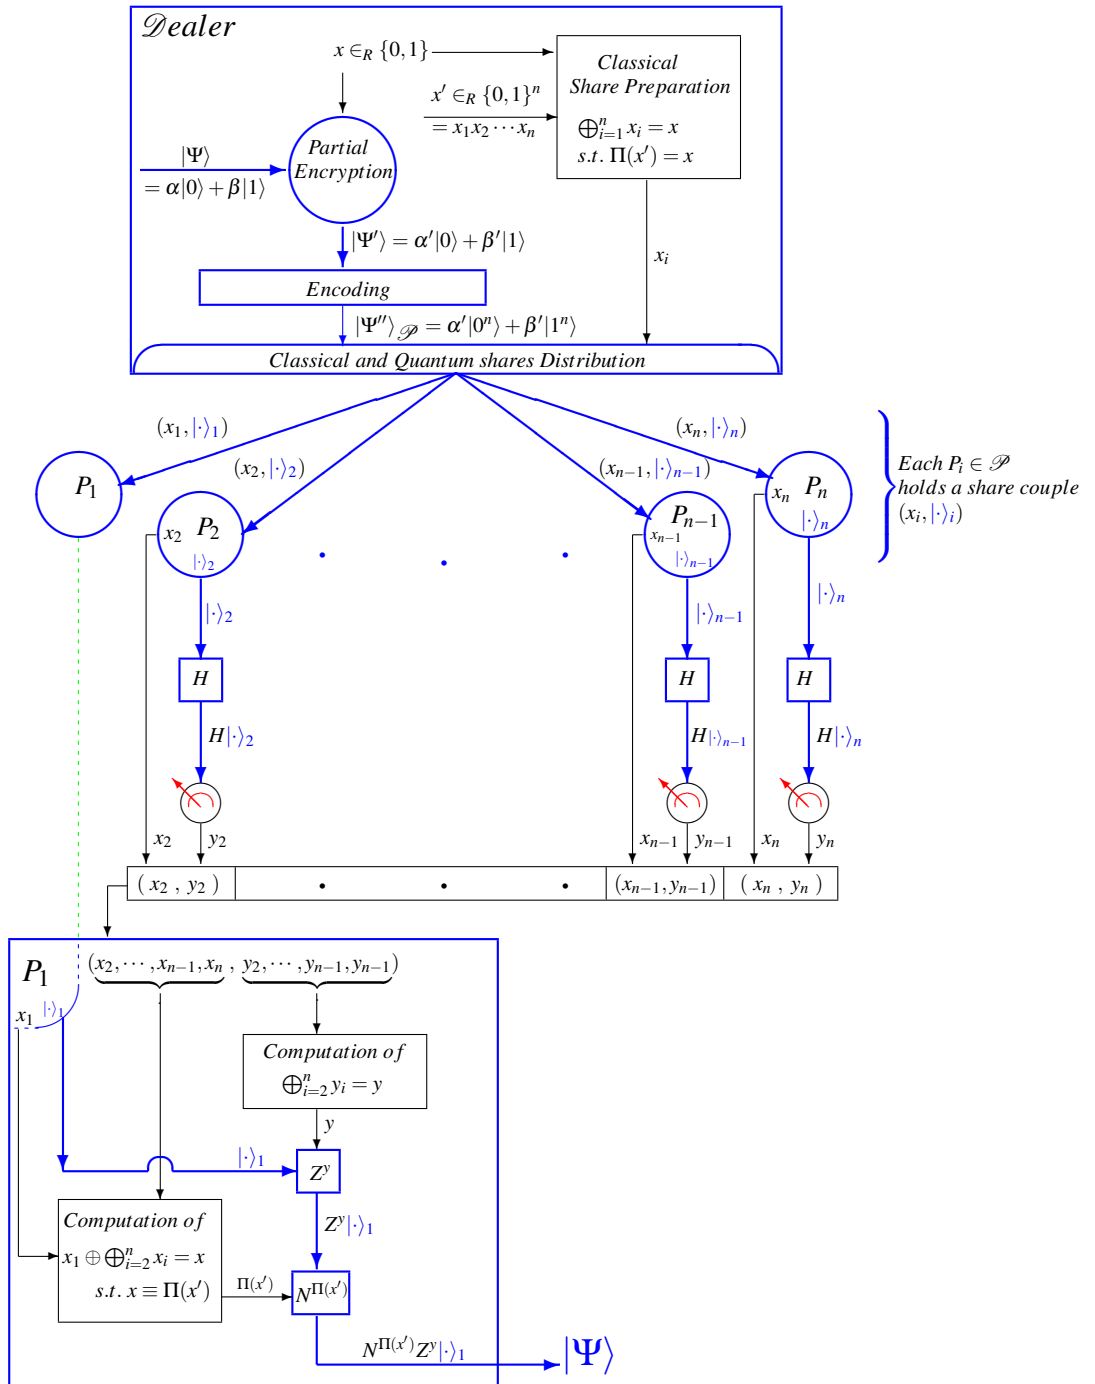 𝒟ealer
x ∈_R {0,1}
Classical
Share Preparation
x′ ∈_R {0,1}^n
= x_1x_2 ⋯ x_n
⊕_{i=1}^n x_i = x
s.t. Π(x′) = x
Partial
Encryption
|Ψ⟩
= α|0⟩ + β|1⟩
|Ψ′⟩ = α′|0⟩ + β′|1⟩
x_i
Encoding
|Ψ″⟩_𝒫 = α′|0^n⟩ + β′|1^n⟩
Classical and Quantum shares Distribution
(x_1, |·⟩_1)
(x_n, |·⟩_n)
(x_2, |·⟩_2)
(x_{n−1}, |·⟩_{n−1})
Each P_i ∈ 𝒫
holds a share couple
(x_i, |·⟩_i)
P_1
x_n P_n
|·⟩_n
x_2 P_2
|·⟩_2
P_{n−1}
x_{n−1}
|·⟩_{n−1}
|·⟩_2
|·⟩_{n−1}
|·⟩_n
H
H
H
H|·⟩_2
H|·⟩_{n−1}
H|·⟩_n
x_2 y_2
x_{n−1} y_{n−1}
x_n y_n
( x_2 , y_2 )
(x_{n−1}, y_{n−1})
( x_n , y_n )
P_1
(x_2, ⋯ , x_{n−1}, x_n , y_2, ⋯ , y_{n−1}, y_{n−1})
x_1 |·⟩_1
Computation of
⊕_{i=2}^n y_i = y
y
|·⟩_1
Z^y
Computation of
x_1 ⊕ ⊕_{i=2}^n x_i = x
s.t. x ≡ Π(x′)
Z^y|·⟩_1
Π(x′)
N^{Π(x′)}
N^{Π(x′)} Z^y|·⟩_1
|Ψ⟩